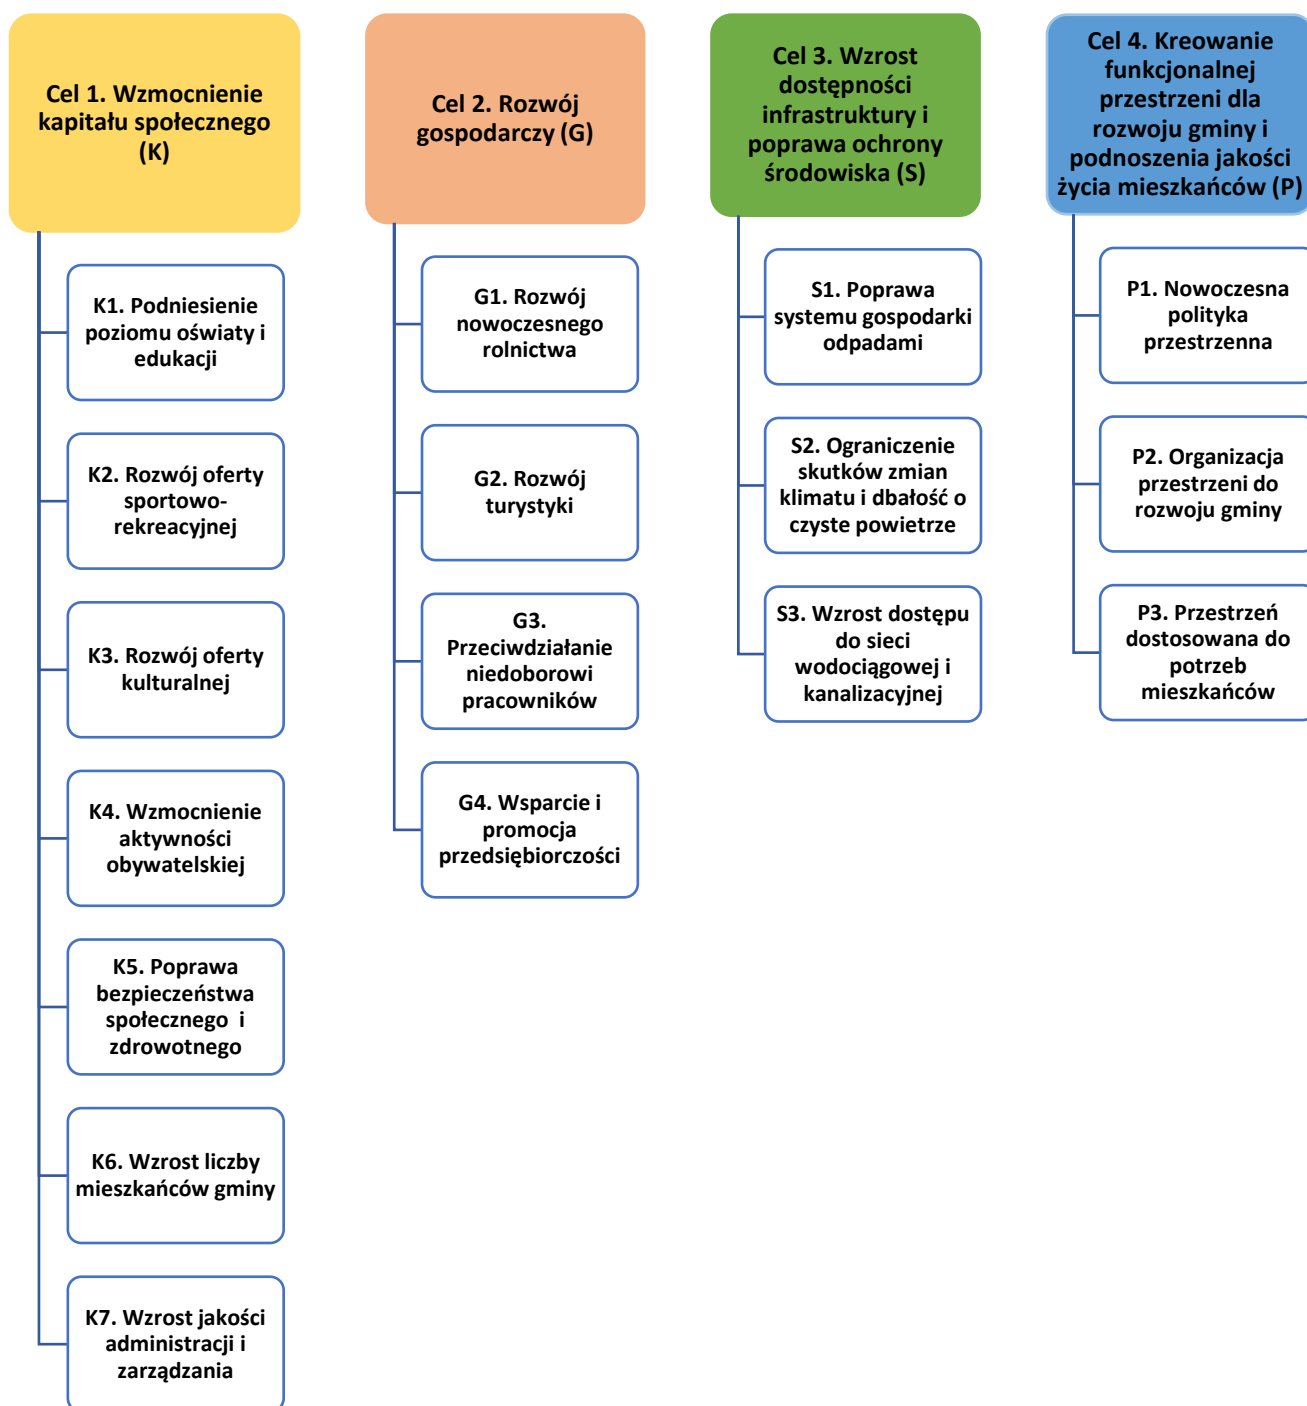 Cel 1. Wzmocnienie
kapitału społecznego
(K)
K1. Podniesienie
poziomu oświaty i
edukacji
K2. Rozwój oferty
sportowo-
rekreacyjnej
K3. Rozwój oferty
kulturalnej
K4. Wzmocnienie
aktywności
obywatelskiej
K5. Poprawa
bezpieczeństwa
społecznego  i
zdrowotnego
K6. Wzrost liczby
mieszkańców gminy
K7. Wzrost jakości
administracji i
zarządzania
Cel 2. Rozwój
gospodarczy (G)
G1. Rozwój
nowoczesnego
rolnictwa
G2. Rozwój
turystyki
G3.
Przeciwdziałanie
niedoborowi
pracowników
G4. Wsparcie i
promocja
przedsiębiorczości
Cel 3. Wzrost
dostępności
infrastruktury i
poprawa ochrony
środowiska (S)
S1. Poprawa
systemu gospodarki
odpadami
S2. Ograniczenie
skutków zmian
klimatu i dbałość o
czyste powietrze
S3. Wzrost dostępu
do sieci
wodociągowej i
kanalizacyjnej
Cel 4. Kreowanie
funkcjonalnej
przestrzeni dla
rozwoju gminy i
podnoszenia jakości
życia mieszkańców (P)
P1. Nowoczesna
polityka
przestrzenna
P2. Organizacja
przestrzeni do
rozwoju gminy
P3. Przestrzeń
dostosowana do
potrzeb
mieszkańców